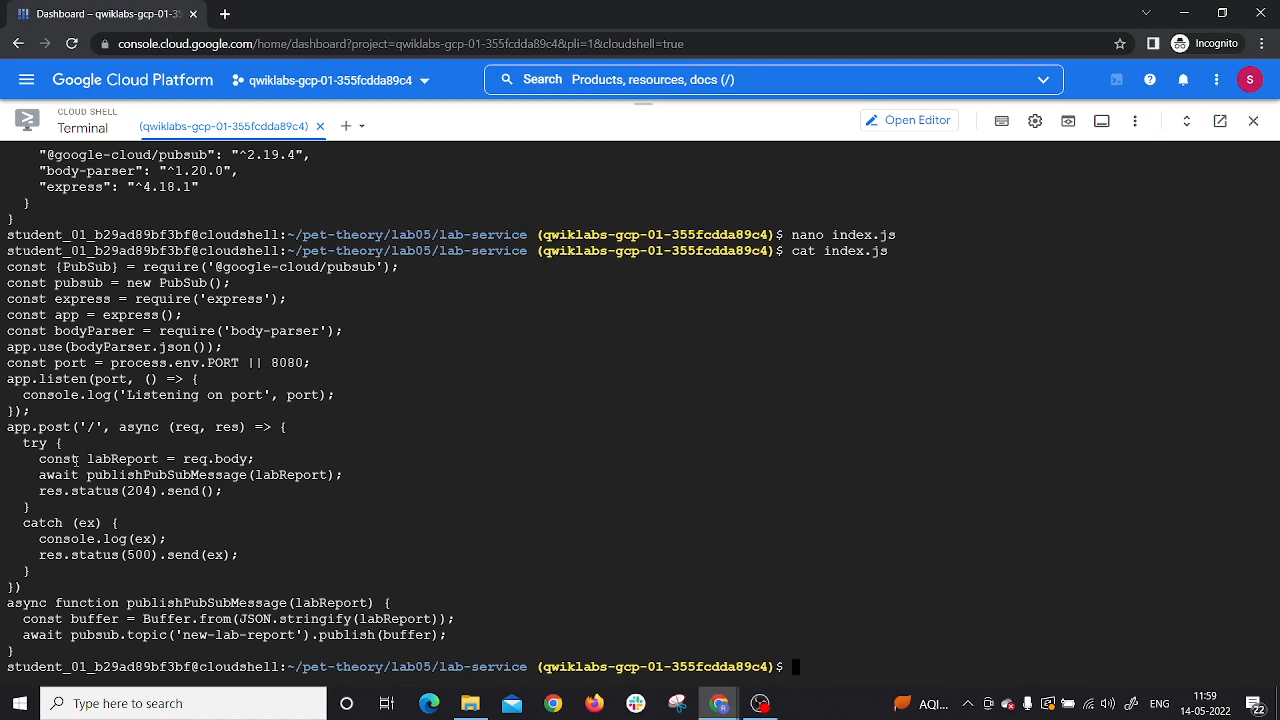 Dashboard – qwiklabs-gcp-01-35
console.cloud.google.com/home/dashboard?project=qwiklabs-gcp-01-355fcdda89c4&pli=1&cloudshell=true
Incognito
Google Cloud Platform
qwiklabs-gcp-01-355fcdda89c4
Search Products, resources, docs (/)
S
CLOUD SHELL
Terminal
(qwiklabs-gcp-01-355fcdda89c4)
Open Editor
"@google-cloud/pubsub": "^2.19.4",
"body-parser": "^1.20.0",
"express": "^4.18.1"
}
}
student_01_b29ad89bf3bf@cloudshell:~/pet-theory/lab05/lab-service (qwiklabs-gcp-01-355fcdda89c4)$ nano index.js
student_01_b29ad89bf3bf@cloudshell:~/pet-theory/lab05/lab-service (qwiklabs-gcp-01-355fcdda89c4)$ cat index.js
const {PubSub} = require('@google-cloud/pubsub');
const pubsub = new PubSub();
const express = require('express');
const app = express();
const bodyParser = require('body-parser');
app.use(bodyParser.json());
const port = process.env.PORT || 8080;
app.listen(port, () => {
console.log('Listening on port', port);
});
app.post('/', async (req, res) => {
try {
const labReport = req.body;
await publishPubSubMessage(labReport);
res.status(204).send();
}
catch (ex) {
console.log(ex);
res.status(500).send(ex);
}
})
async function publishPubSubMessage(labReport) {
const buffer = Buffer.from(JSON.stringify(labReport));
await pubsub.topic('new-lab-report').publish(buffer);
}
student_01_b29ad89bf3bf@cloudshell:~/pet-theory/lab05/lab-service (qwiklabs-gcp-01-355fcdda89c4)$
Type here to search
AQI...
11:59
14-05-2022
22